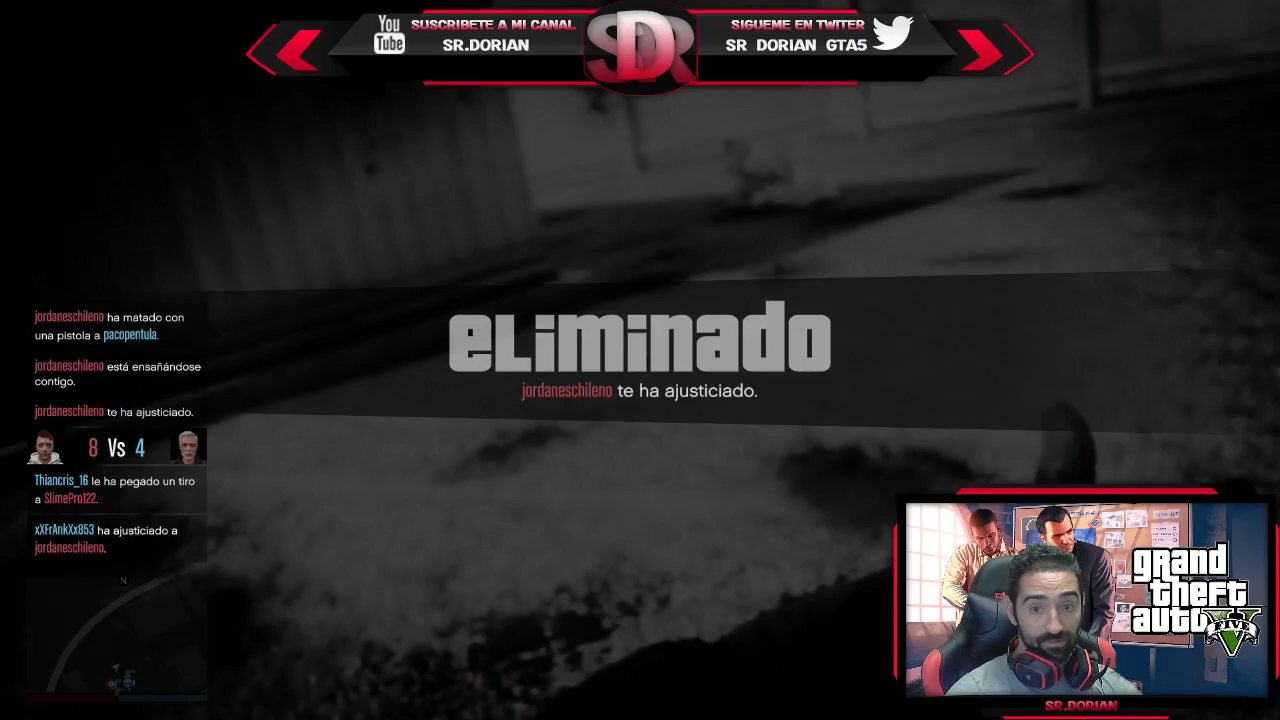 You
Tube
SUSCRIBETE A MI CANAL
SR.DORIAN
SDR
SIGUEME EN TWITER
SR DORIAN GTA5
eliminado
jordaneschileno te ha ajusticiado.
jordaneschileno ha matado con
una pistola a pacopentula.
jordaneschileno está ensañándose
contigo.
jordaneschileno te ha ajusticiado.
8 Vs 4
Thiancris_16 le ha pegado un tiro
a SlimePro122.
xXFrAnkXx853 ha ajusticiado a
jordaneschileno.
N
grand
theft
auto
V
FIVE
SR.DORIAN